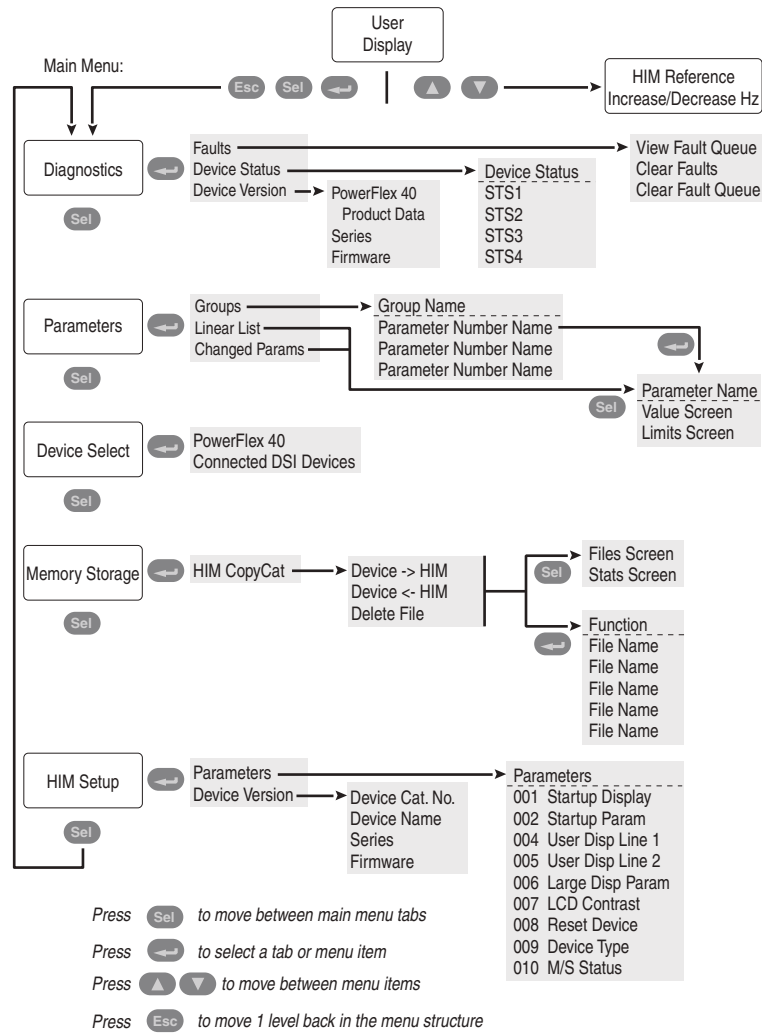 User
Display
Main Menu:
Esc Sel
HIM Reference
Increase/Decrease Hz
Diagnostics
Sel
Faults
Device Status
Device Version
PowerFlex 40
Product Data
Series
Firmware
Device Status
STS1
STS2
STS3
STS4
View Fault Queue
Clear Faults
Clear Fault Queue
Parameters
Sel
Groups
Linear List
Changed Params
Group Name
Parameter Number Name
Parameter Number Name
Parameter Number Name
Sel
Parameter Name
Value Screen
Limits Screen
Device Select
Sel
PowerFlex 40
Connected DSI Devices
Memory Storage
Sel
HIM CopyCat
Device -> HIM
Device <- HIM
Delete File
Sel
Files Screen
Stats Screen
Function
File Name
File Name
File Name
File Name
File Name
HIM Setup
Sel
Parameters
Device Version
Device Cat. No.
Device Name
Series
Firmware
Parameters
001 Startup Display
002 Startup Param
004 User Disp Line 1
005 User Disp Line 2
006 Large Disp Param
007 LCD Contrast
008 Reset Device
009 Device Type
010 M/S Status
Press Sel to move between main menu tabs
Press to select a tab or menu item
Press to move between menu items
Press Esc to move 1 level back in the menu structure